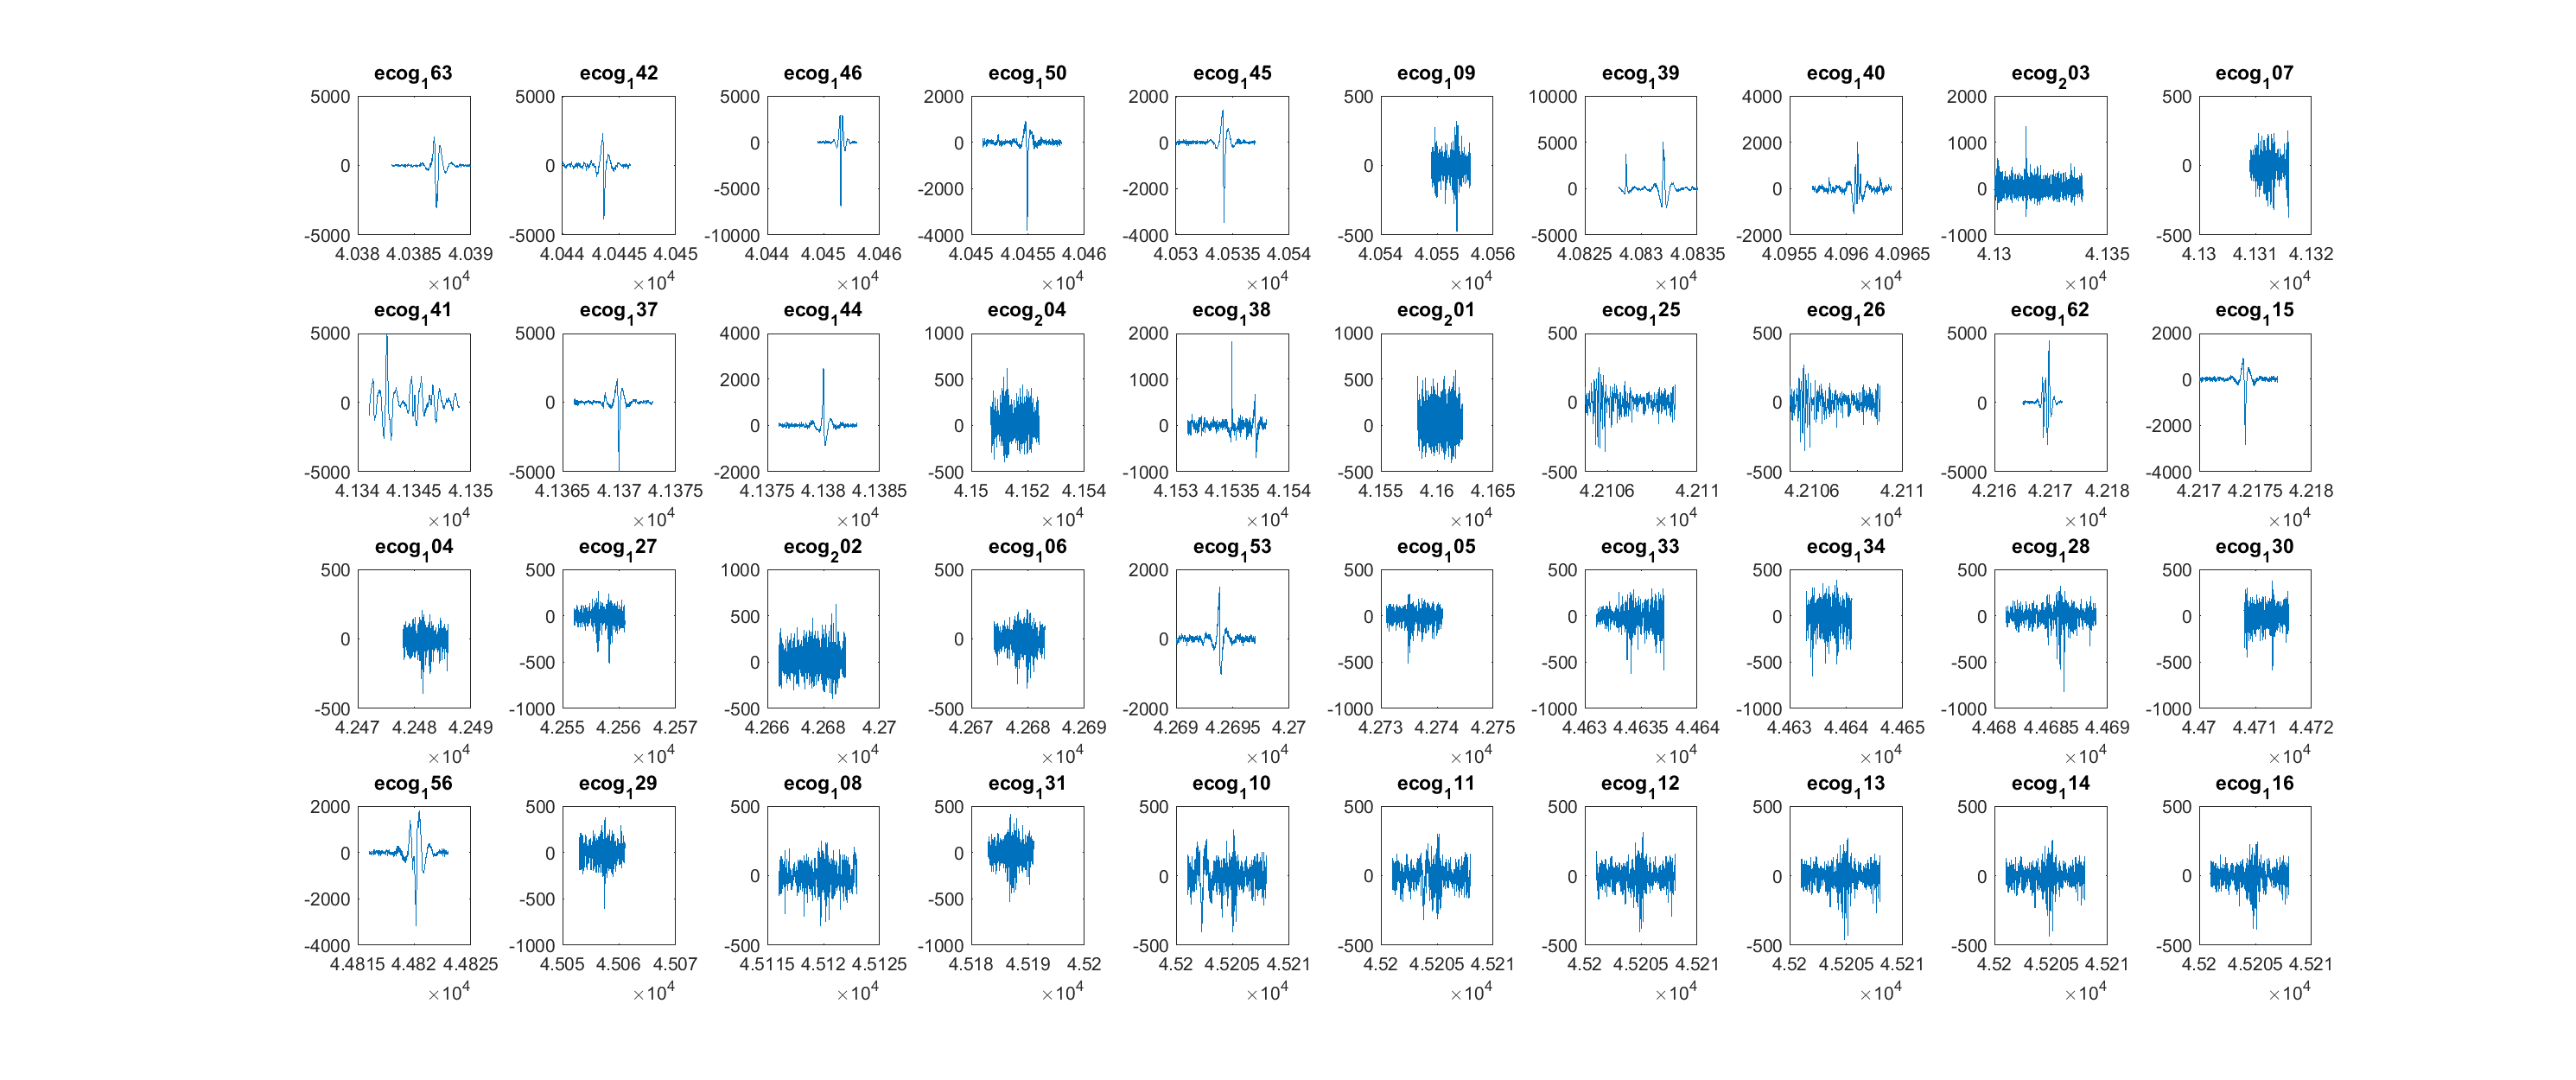 ecog₁63 ecog₁42 ecog₁46 ecog₁50 ecog₁45 ecog₁09 ecog₁39 ecog₁40 ecog₂03 ecog₁07
5000 5000 5000 2000 2000 500 10000 4000 2000 500
0 0 0 0 0 0 5000 2000 1000 0
-5000 -5000 -5000 -2000 -2000 -500 0 0 0 -500
-10000 -4000 -4000 -5000 -2000 -1000
4.038 4.0385 4.039 4.044 4.0445 4.045 4.044 4.045 4.046 4.045 4.0455 4.046 4.053 4.0535 4.054 4.054 4.055 4.056 4.0825 4.083 4.0835 4.0955 4.096 4.0965 4.13 4.135 4.13 4.131 4.132
×10⁴ ×10⁴ ×10⁴ ×10⁴ ×10⁴ ×10⁴ ×10⁴ ×10⁴ ×10⁴ ×10⁴
ecog₁41 ecog₁37 ecog₁44 ecog₂04 ecog₁38 ecog₂01 ecog₁25 ecog₁26 ecog₁62 ecog₁15
5000 5000 4000 1000 2000 1000 500 500 5000 2000
0 0 2000 500 1000 500 0 0 0 0
-5000 -5000 0 0 0 0 -500 -500 -5000 -2000
-2000 -500 -1000 -500 -4000
4.134 4.1345 4.135 4.1365 4.137 4.1375 4.1375 4.138 4.1385 4.15 4.152 4.154 4.153 4.1535 4.154 4.155 4.16 4.165 4.2106 4.211 4.2106 4.211 4.216 4.217 4.218 4.217 4.2175 4.218
×10⁴ ×10⁴ ×10⁴ ×10⁴ ×10⁴ ×10⁴ ×10⁴ ×10⁴ ×10⁴ ×10⁴
ecog₁04 ecog₁27 ecog₂02 ecog₁06 ecog₁53 ecog₁05 ecog₁33 ecog₁34 ecog₁28 ecog₁30
500 500 1000 500 2000 500 500 500 500 500
0 0 500 0 0 0 0 0 0 0
-500 -500 0 -500 -2000 -500 -500 -500 -500 -500
-1000 -500 -1000 -1000 -1000 -1000 -1000
4.247 4.248 4.249 4.255 4.256 4.257 4.266 4.268 4.27 4.267 4.268 4.269 4.269 4.2695 4.27 4.273 4.274 4.275 4.463 4.4635 4.464 4.463 4.464 4.465 4.468 4.4685 4.469 4.47 4.471 4.472
×10⁴ ×10⁴ ×10⁴ ×10⁴ ×10⁴ ×10⁴ ×10⁴ ×10⁴ ×10⁴ ×10⁴
ecog₁56 ecog₁29 ecog₁08 ecog₁31 ecog₁10 ecog₁11 ecog₁12 ecog₁13 ecog₁14 ecog₁16
2000 500 500 500 500 500 500 500 500 500
0 0 0 0 0 0 0 0 0 0
-2000 -500 -500 -500 -500 -500 -500 -500 -500 -500
-4000 -1000 -1000
4.4815 4.482 4.4825 4.505 4.506 4.507 4.5115 4.512 4.5125 4.518 4.519 4.52 4.52 4.5205 4.521 4.52 4.5205 4.521 4.52 4.5205 4.521 4.52 4.5205 4.521 4.52 4.5205 4.521 4.52 4.5205 4.521
×10⁴ ×10⁴ ×10⁴ ×10⁴ ×10⁴ ×10⁴ ×10⁴ ×10⁴ ×10⁴ ×10⁴